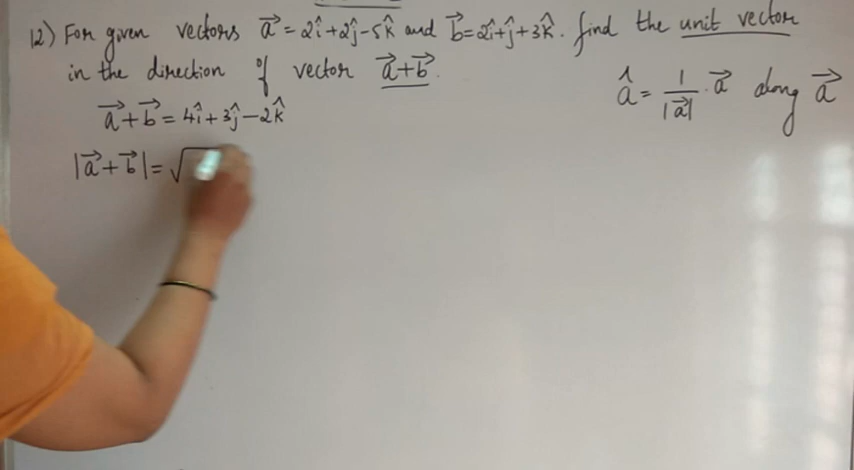 12) For given vectors a⃗ = 2î+2ĵ-5k̂ and b⃗=2î+ĵ+3k̂. find the unit vector
in the direction of vector a⃗+b⃗.
â = 1/|a⃗| · a⃗ along a⃗
a⃗+b⃗ = 4î+3ĵ-2k̂
|a⃗+b⃗| = √